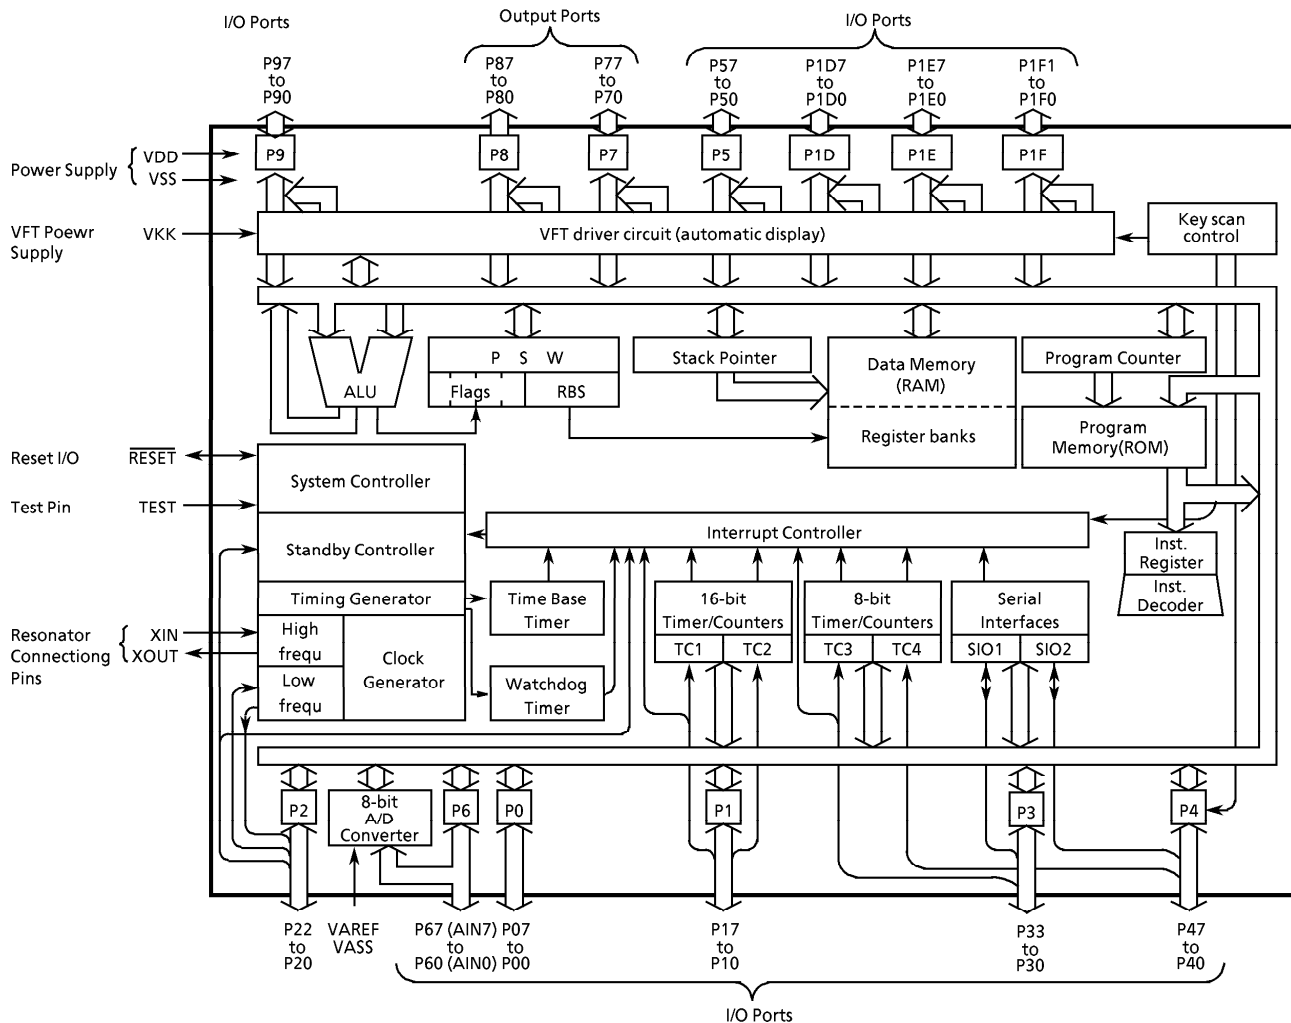 I/O Ports
Output Ports
I/O Ports
P97
to
P90
P87
to
P80
P77
to
P70
P57
to
P50
P1D7
to
P1D0
P1E7
to
P1E0
P1F1
to
P1F0
Power Supply
VDD
VSS
P9
P8
P7
P5
P1D
P1E
P1F
VFT Poewr
Supply
VKK
VFT driver circuit (automatic display)
Key scan
control
ALU
P S W
Flags
RBS
Stack Pointer
Data Memory
(RAM)
Register banks
Program Counter
Program
Memory(ROM)
Reset I/O
RESET
Test Pin
TEST
System Controller
Standby Controller
Timing Generator
High
frequ
Low
frequ
Clock
Generator
Interrupt Controller
Inst.
Register
Inst.
Decoder
Time Base
Timer
Watchdog
Timer
16-bit
Timer/Counters
TC1
TC2
8-bit
Timer/Counters
TC3
TC4
Serial
Interfaces
SIO1
SIO2
Resonator
Connectiong
Pins
XIN
XOUT
P2
8-bit
A/D
Converter
P6
P0
P1
P3
P4
P22
to
P20
VAREF
VASS
P67 (AIN7)
to
P60 (AIN0)
P07
to
P00
P17
to
P10
P33
to
P30
P47
to
P40
I/O Ports